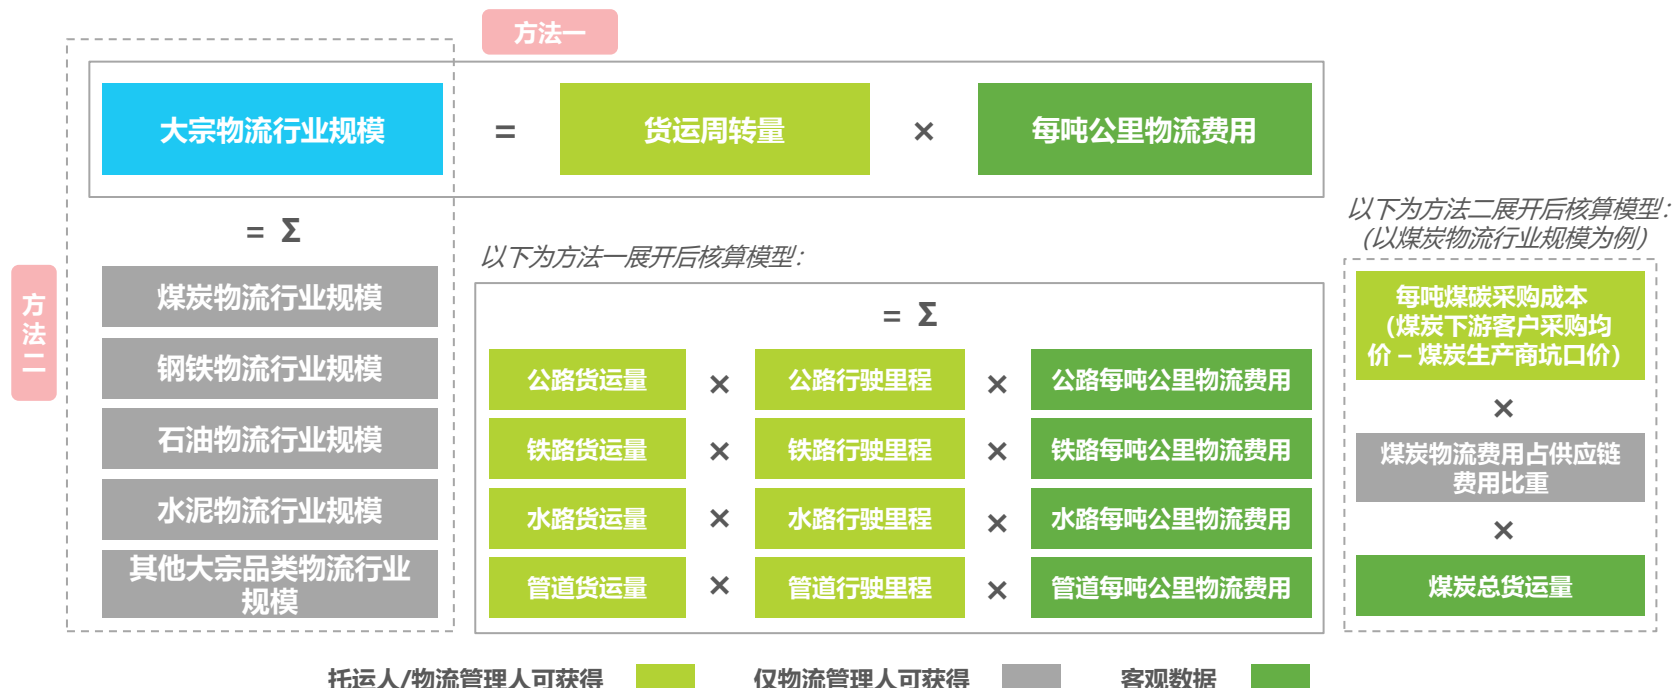 方法一
大宗物流行业规模
=
货运周转量
×
每吨公里物流费用
= Σ
方法二
煤炭物流行业规模
钢铁物流行业规模
石油物流行业规模
水泥物流行业规模
其他大宗品类物流行业
规模
以下为方法一展开后核算模型：
= Σ
公路货运量 × 公路行驶里程 × 公路每吨公里物流费用
铁路货运量 × 铁路行驶里程 × 铁路每吨公里物流费用
水路货运量 × 水路行驶里程 × 水路每吨公里物流费用
管道货运量 × 管道行驶里程 × 管道每吨公里物流费用
以下为方法二展开后核算模型：
（以煤炭物流行业规模为例）
每吨煤碳采购成本
（煤炭下游客户采购均
价 – 煤炭生产商坑口价）
×
煤炭物流费用占供应链
费用比重
×
煤炭总货运量
托运人/物流管理人可获得
仅物流管理人可获得
客观数据